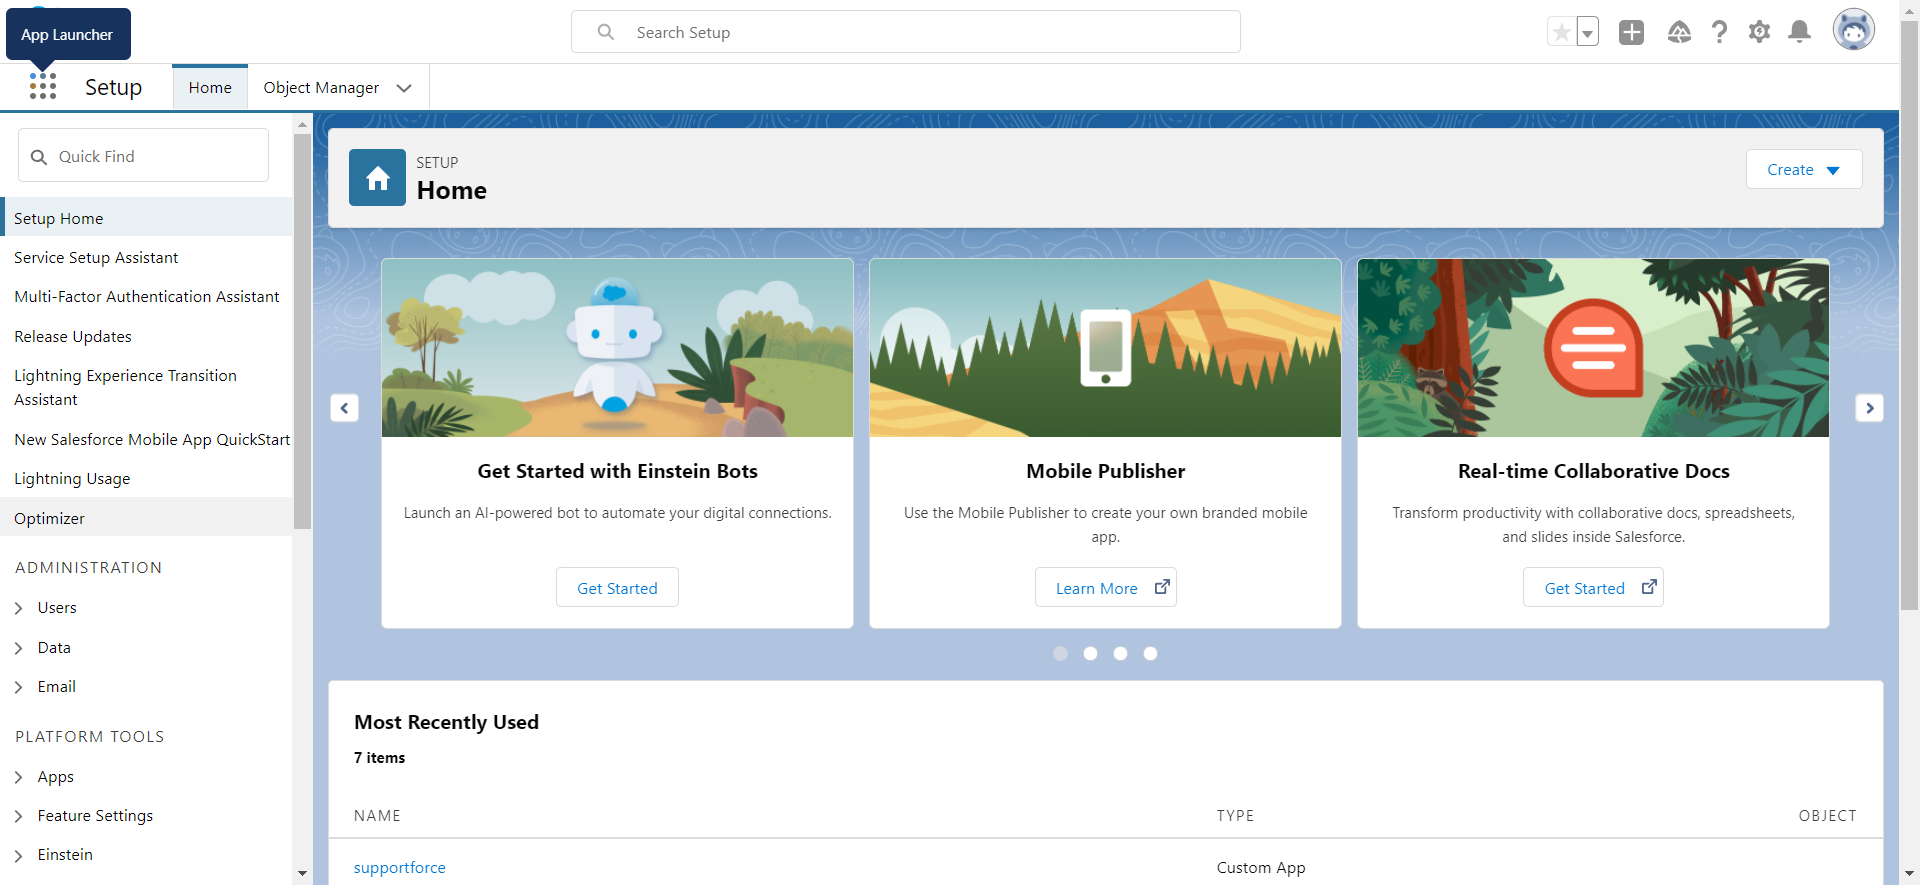 App Launcher
Search Setup
Setup
Home
Object Manager
Quick Find
Setup Home
Service Setup Assistant
Multi-Factor Authentication Assistant
Release Updates
Lightning Experience Transition
Assistant
New Salesforce Mobile App QuickStart
Lightning Usage
Optimizer
ADMINISTRATION
Users
Data
Email
PLATFORM TOOLS
Apps
Feature Settings
Einstein
SETUP
Home
Create
Get Started with Einstein Bots
Launch an AI-powered bot to automate your digital connections.
Get Started
Mobile Publisher
Use the Mobile Publisher to create your own branded mobile
app.
Learn More
Real-time Collaborative Docs
Transform productivity with collaborative docs, spreadsheets,
and slides inside Salesforce.
Get Started
Most Recently Used
7 items
NAME
TYPE
OBJECT
supportforce
Custom App